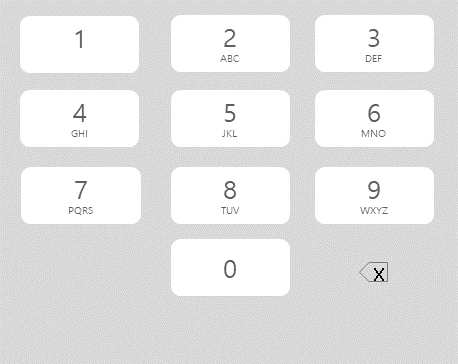 1 2 3
ABC DEF
4 5 6
GHI JKL MNO
7 8 9
PQRS TUV WXYZ
0 X